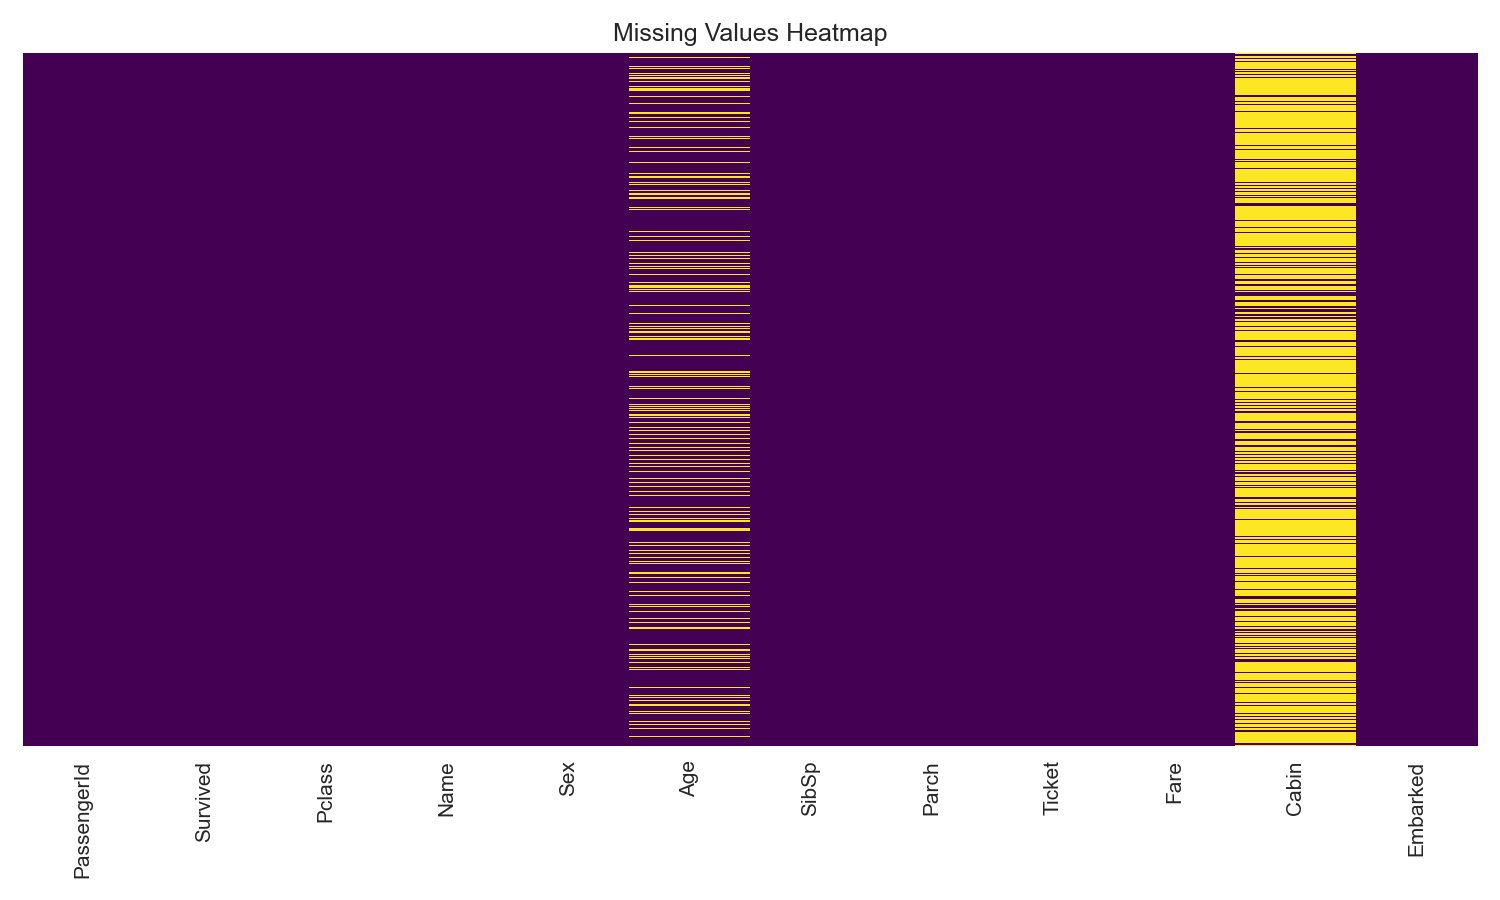 Missing Values Heatmap
PassengerId
Survived
Pclass
Name
Sex
Age
SibSp
Parch
Ticket
Fare
Cabin
Embarked